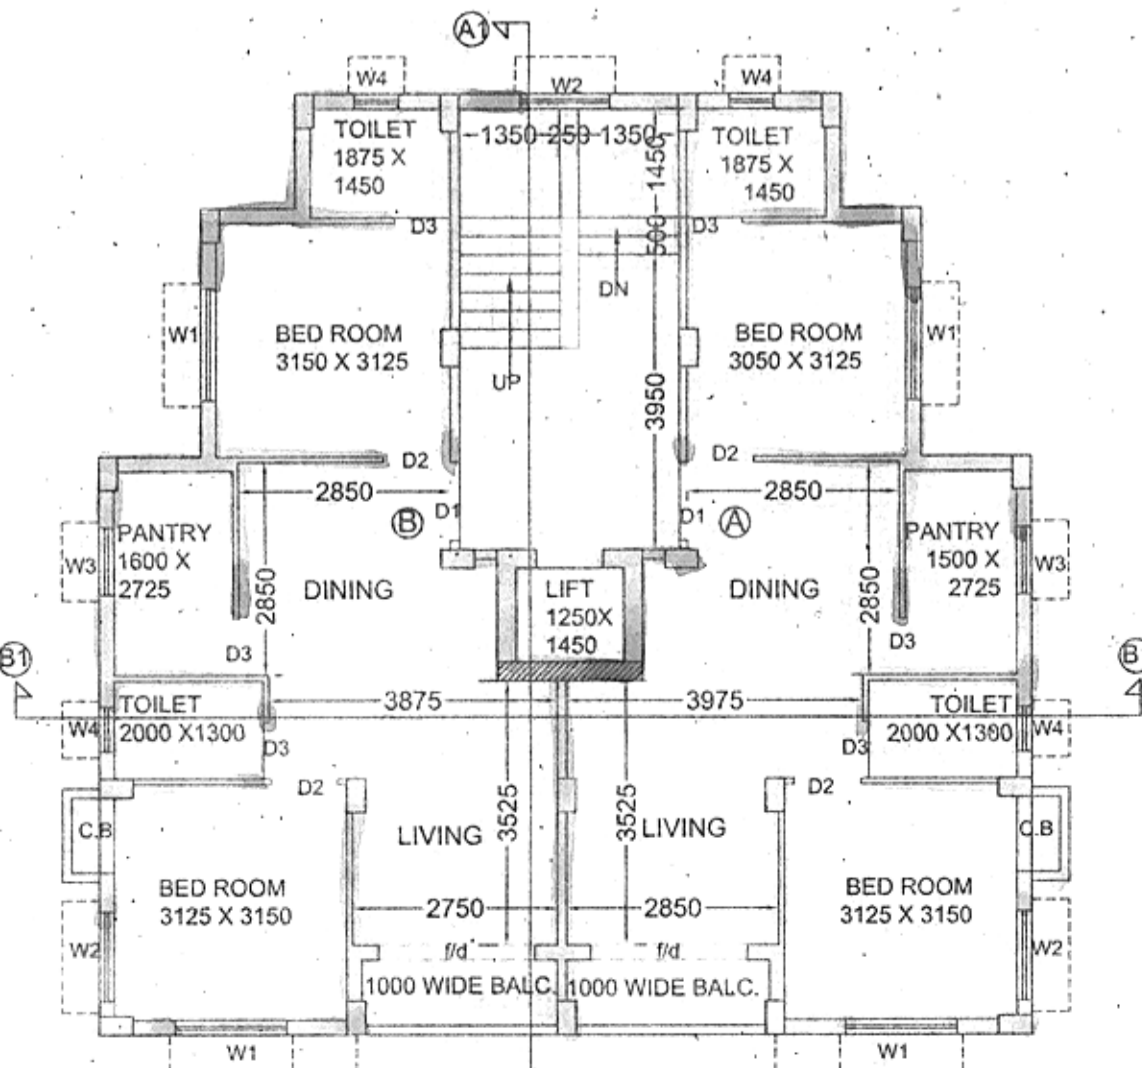 A1
W4
W2
W4
TOILET
1875 X
1450
1350 250 1350
1450
TOILET
1875 X
1450
D3
500
D3
DN
W1
BED ROOM
3150 X 3125
UP
3950
BED ROOM
3050 X 3125
W1
D2
D2
2850
2850
D1
B
D1
A
PANTRY
1600 X
2725
W3
DINING
2850
LIFT
1250X
1450
DINING
2850
PANTRY
1500 X
2725
W3
D3
D3
B1
B
3875
3975
TOILET
2000 X1300
W4
D3
TOILET
2000 X1300
W4
D3
D2
D2
C.B
LIVING
3525
3525
LIVING
C.B
BED ROOM
3125 X 3150
2750
2850
BED ROOM
3125 X 3150
W2
f/d
f/d
W2
1000 WIDE BALC.
1000 WIDE BALC.
W1
W1